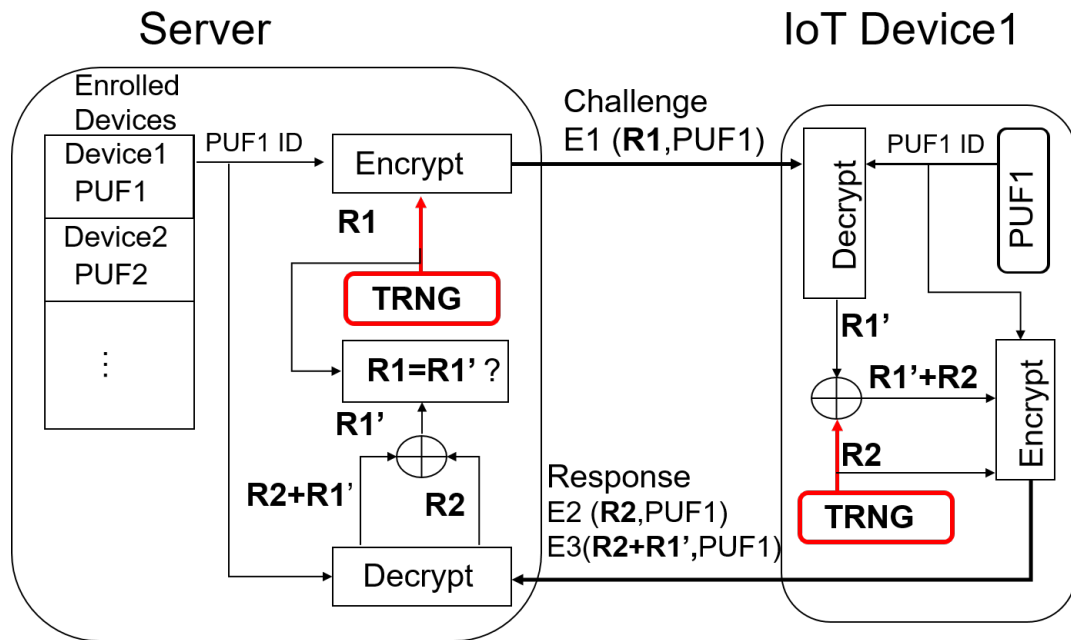 Server
IoT Device1
Enrolled
Devices
Device1
PUF1
Device2
PUF2
⋮
PUF1 ID
Encrypt
R1
TRNG
R1=R1’ ?
R1’
R2+R1’
R2
Decrypt
Challenge
E1 (R1,PUF1)
Response
E2 (R2,PUF1)
E3(R2+R1’,PUF1)
Decrypt
PUF1 ID
PUF1
R1’
R1’+R2
R2
TRNG
Encrypt